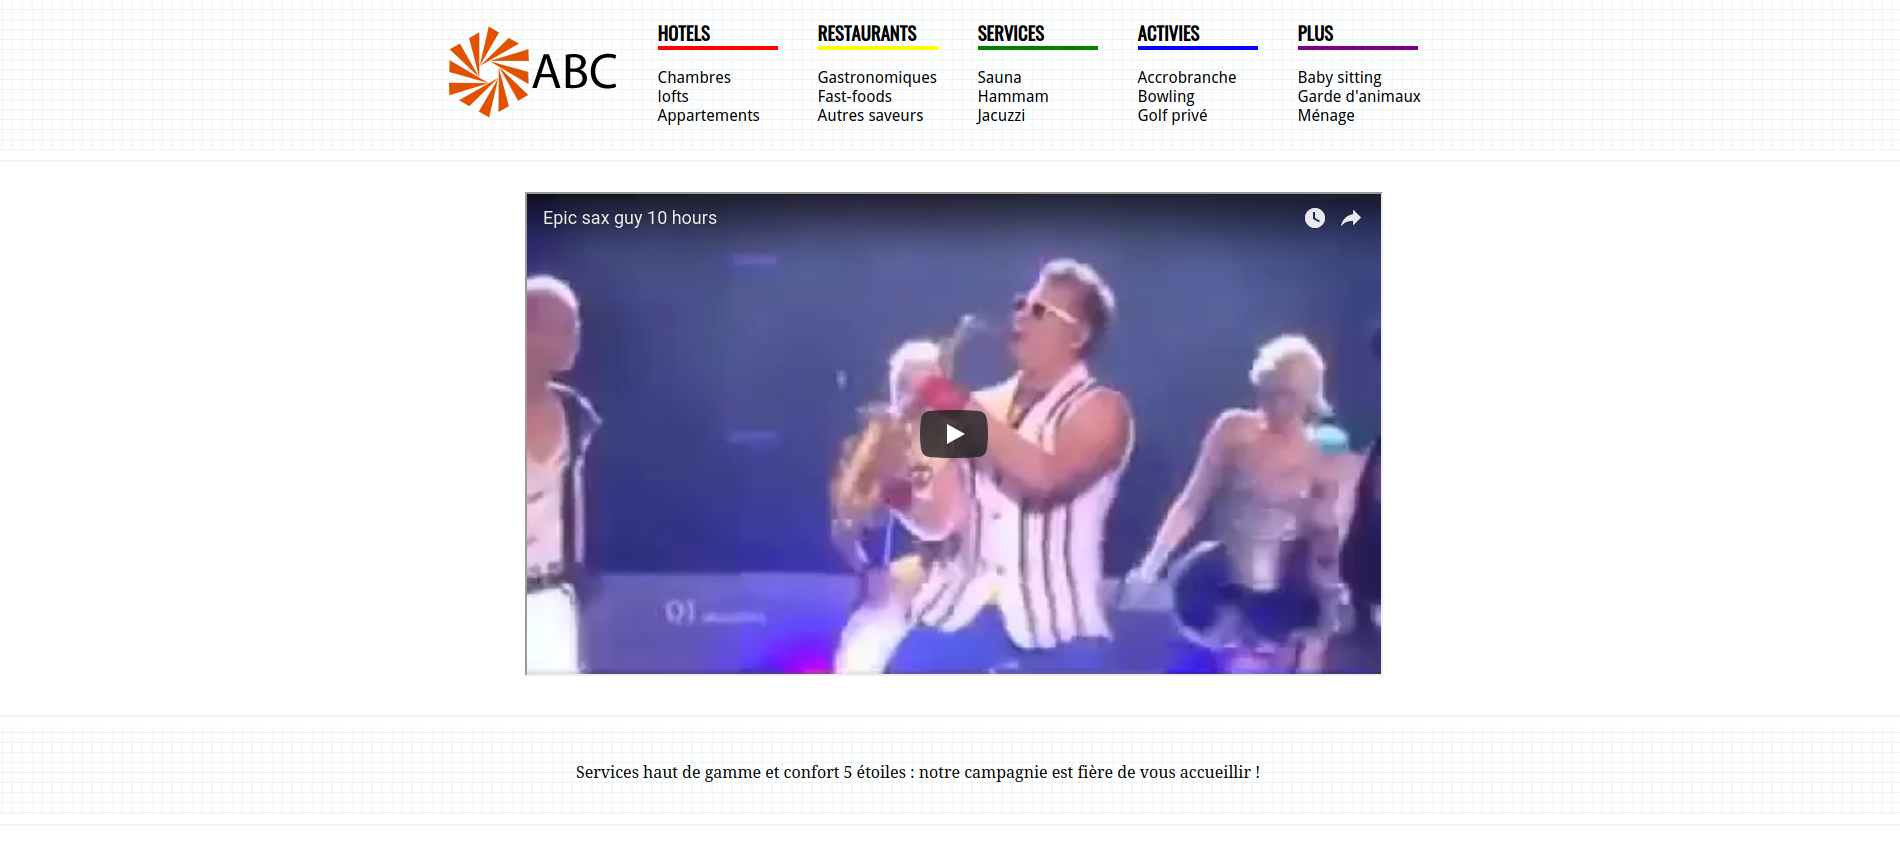 ABC
HOTELS
Chambres
lofts
Appartements
RESTAURANTS
Gastronomiques
Fast-foods
Autres saveurs
SERVICES
Sauna
Hammam
Jacuzzi
ACTIVIES
Accrobranche
Bowling
Golf privé
PLUS
Baby sitting
Garde d'animaux
Ménage
Epic sax guy 10 hours
01
Services haut de gamme et confort 5 étoiles : notre campagnie est fière de vous accueillir !